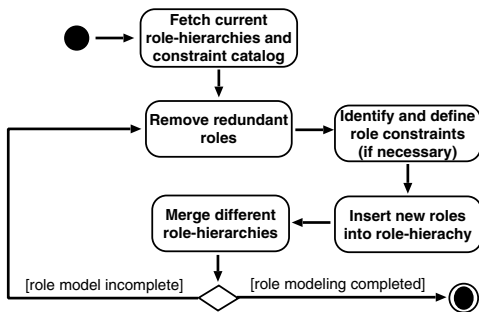 Fetch current
role-hierarchies and
constraint catalog
Remove redundant
roles
Identify and define
role constraints
(if necessary)
Merge different
role-hierarchies
Insert new roles
into role-hierachy
[role model incomplete]
[role modeling completed]